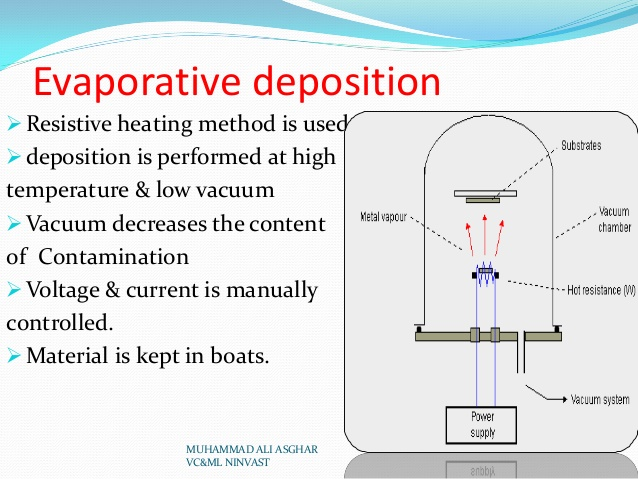 Evaporative deposition
➢Resistive heating method is used
➢deposition is performed at high
temperature & low vacuum
➢Vacuum decreases the content
of Contamination
➢Voltage & current is manually
controlled.
➢Material is kept in boats.
Substrates
Metal vapour
Vacuum
chamber
Hot resistance (W)
Vacuum system
Power
supply
MUHAMMAD ALI ASGHAR
VC&ML NINVAST